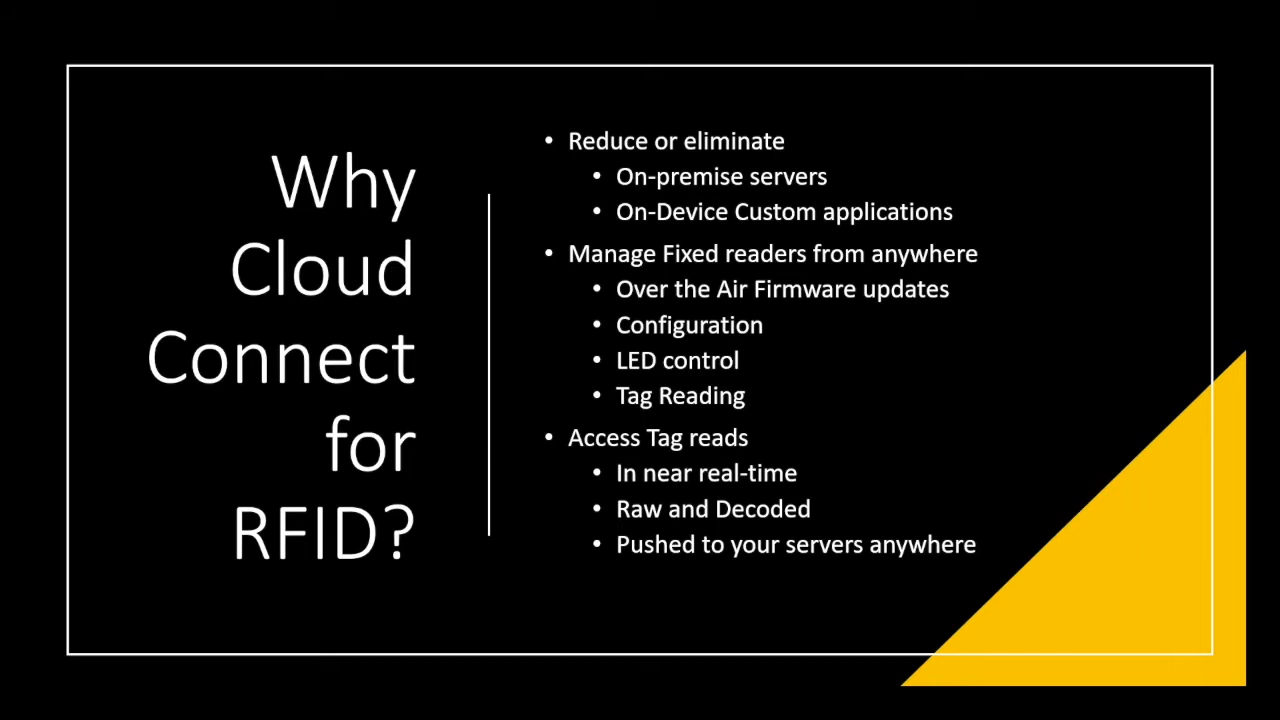 Why
Cloud
Connect
for
RFID?
• Reduce or eliminate
• On-premise servers
• On-Device Custom applications
• Manage Fixed readers from anywhere
• Over the Air Firmware updates
• Configuration
• LED control
• Tag Reading
• Access Tag reads
• In near real-time
• Raw and Decoded
• Pushed to your servers anywhere